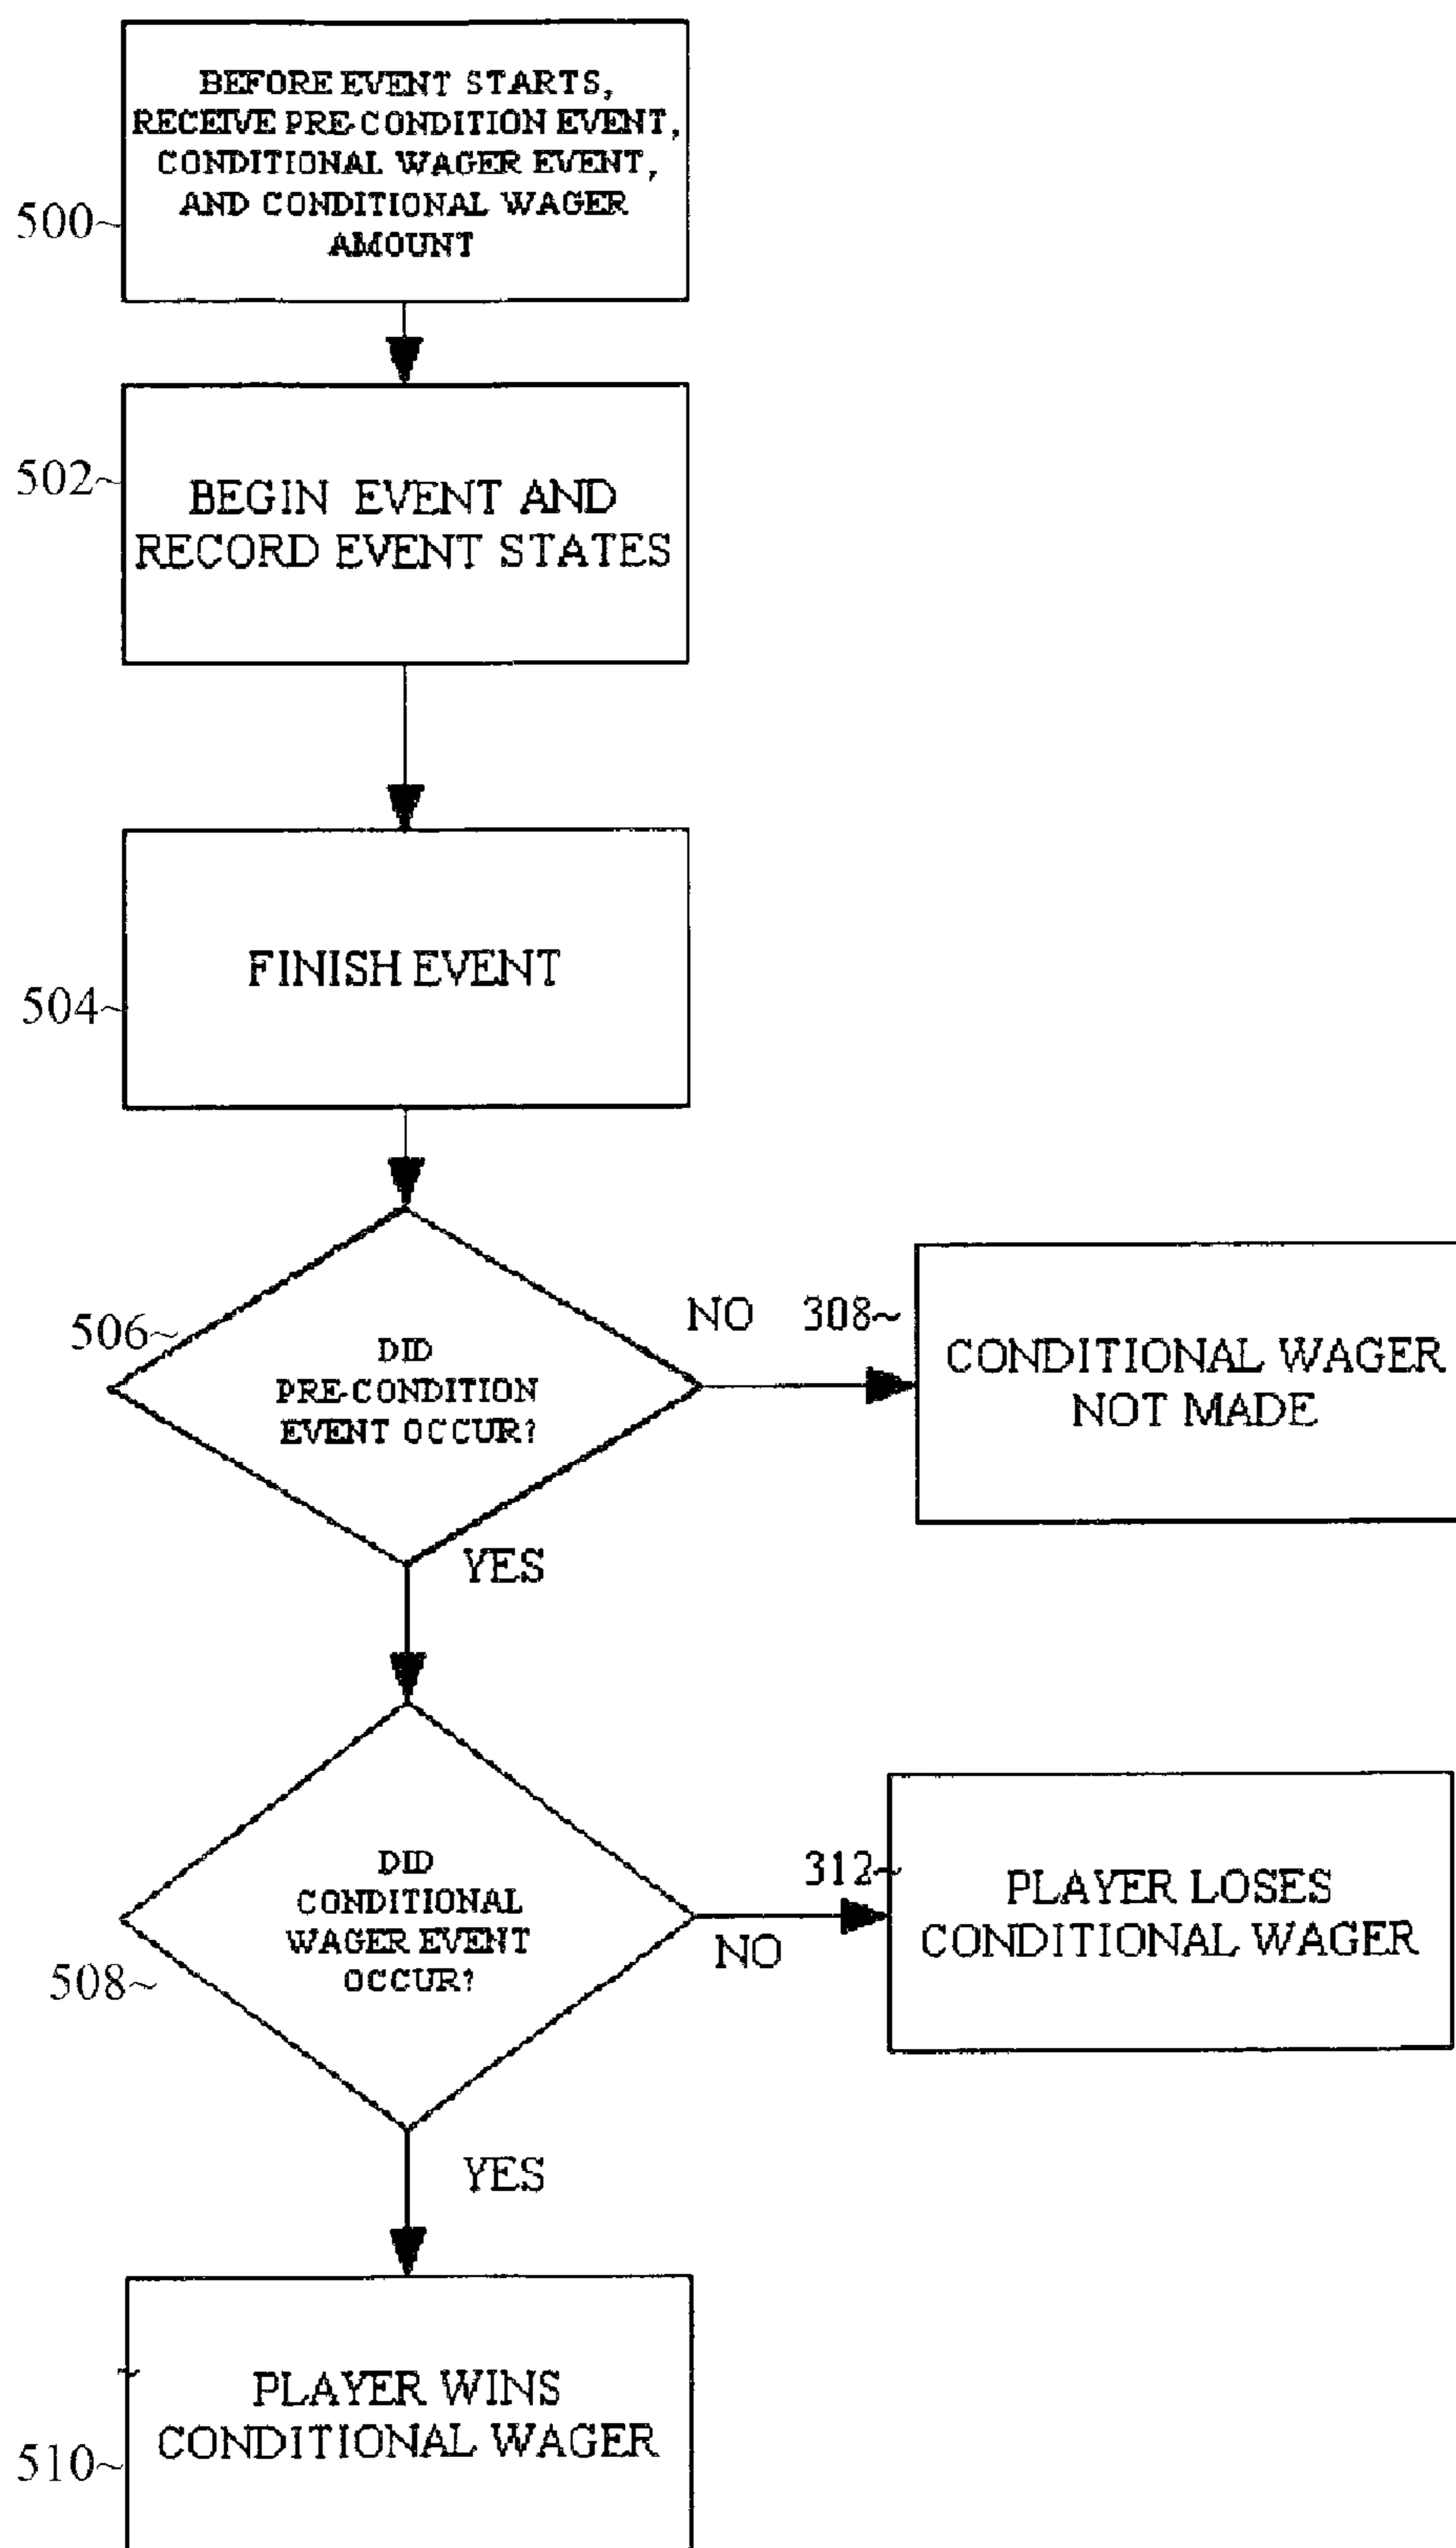 BEFORE EVENT STARTS,
RECEIVE PRE-CONDITION EVENT,
CONDITIONAL WAGER EVENT,
AND CONDITIONAL WAGER
AMOUNT
500~
502~
BEGIN EVENT AND
RECORD EVENT STATES
FINISH EVENT
504~
506~
DID
PRE-CONDITION
EVENT OCCUR?
NO
308~
CONDITIONAL WAGER
NOT MADE
YES
DID
CONDITIONAL
WAGER EVENT
OCCUR?
508~
NO
312~
PLAYER LOSES
CONDITIONAL WAGER
YES
PLAYER WINS
CONDITIONAL WAGER
510~